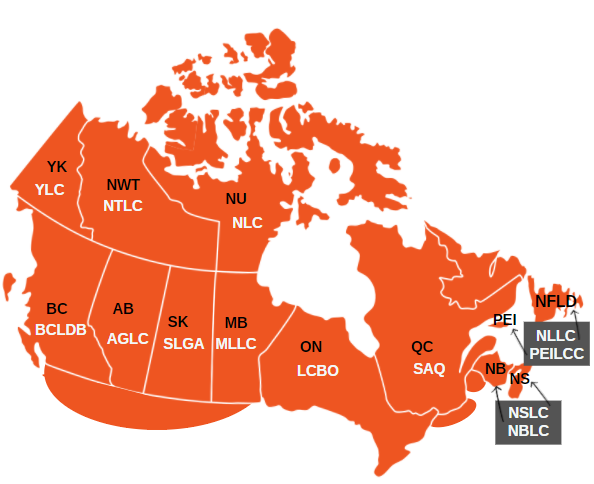 YK
YLC
NWT
NTLC
NU
NLC
BC
BCLDB
AB
AGLC
SK
SLGA
MB
MLLC
ON
LCBO
QC
SAQ
NFLD
PEI
NLLC
PEILCC
NB
NS
NSLC
NBLC